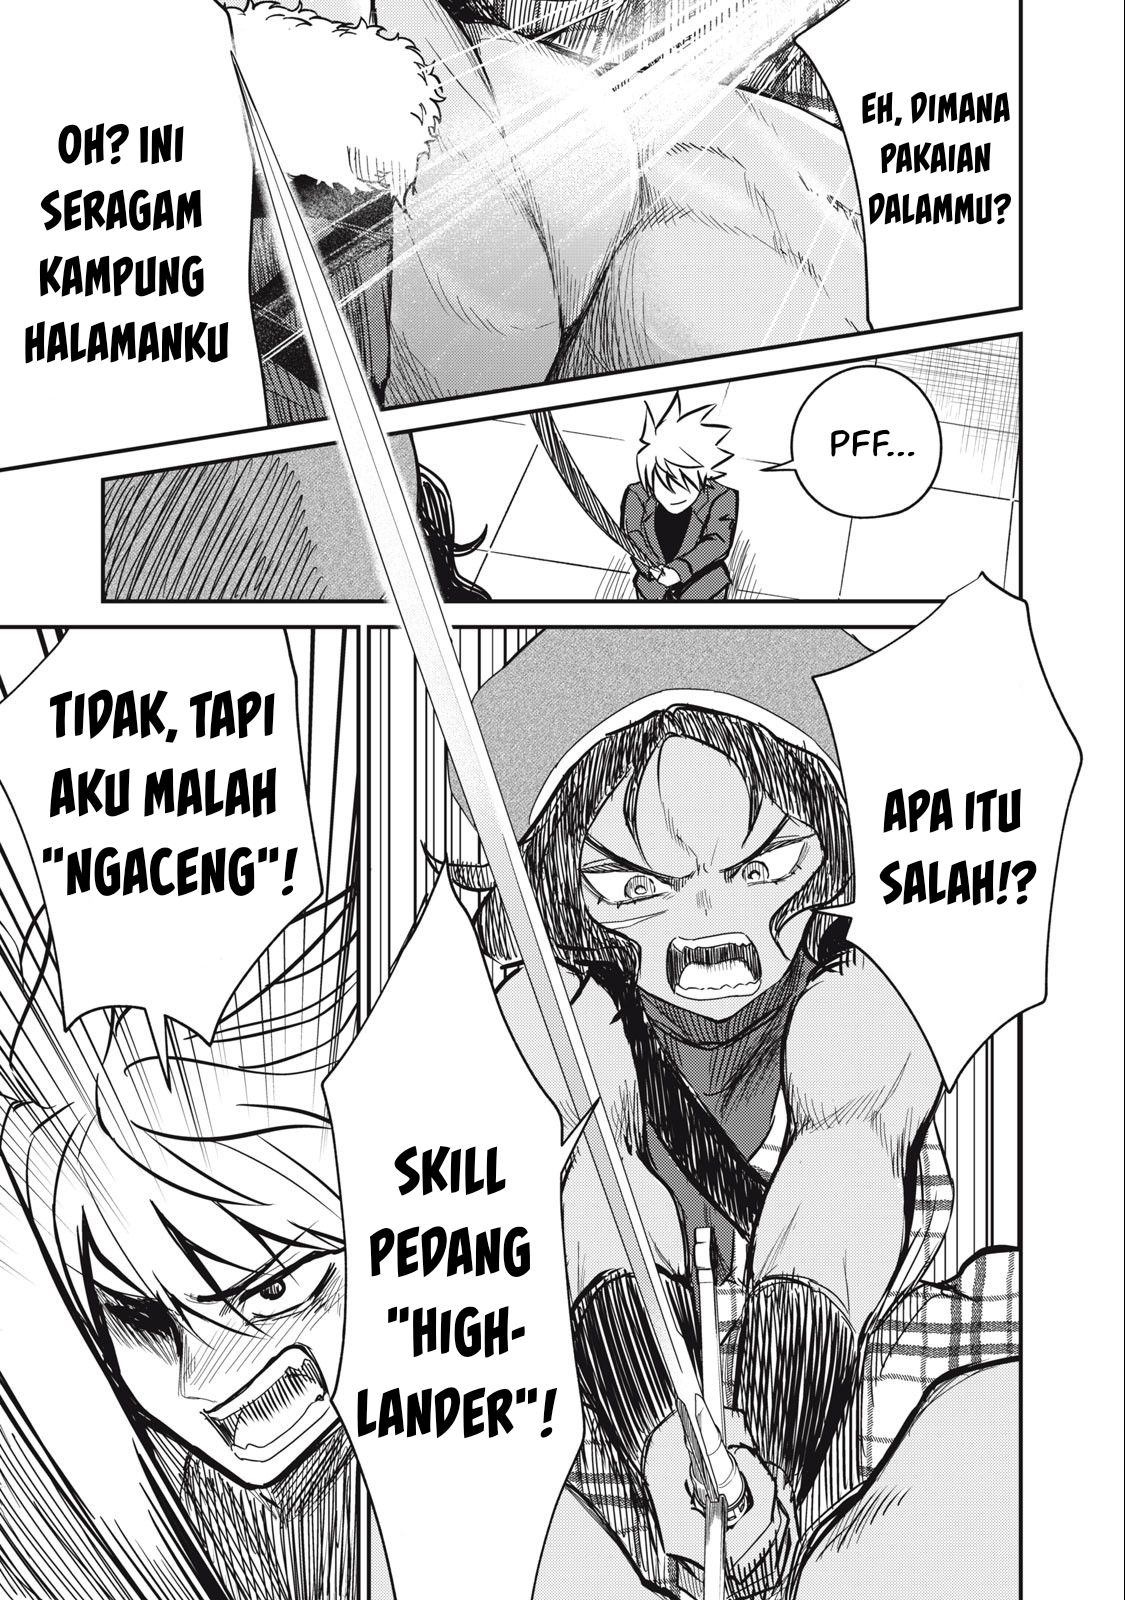 EH, DIMANA
PAKAIAN
DALAMMU?
OH? INI
SERAGAM
KAMPUNG
HALAMANKU
PFF...
APA ITU
SALAH!?
SKILL
PEDANG
"HIGH-
LANDER"!
TIDAK, TAPI
AKU MALAH
"NGACENG"!